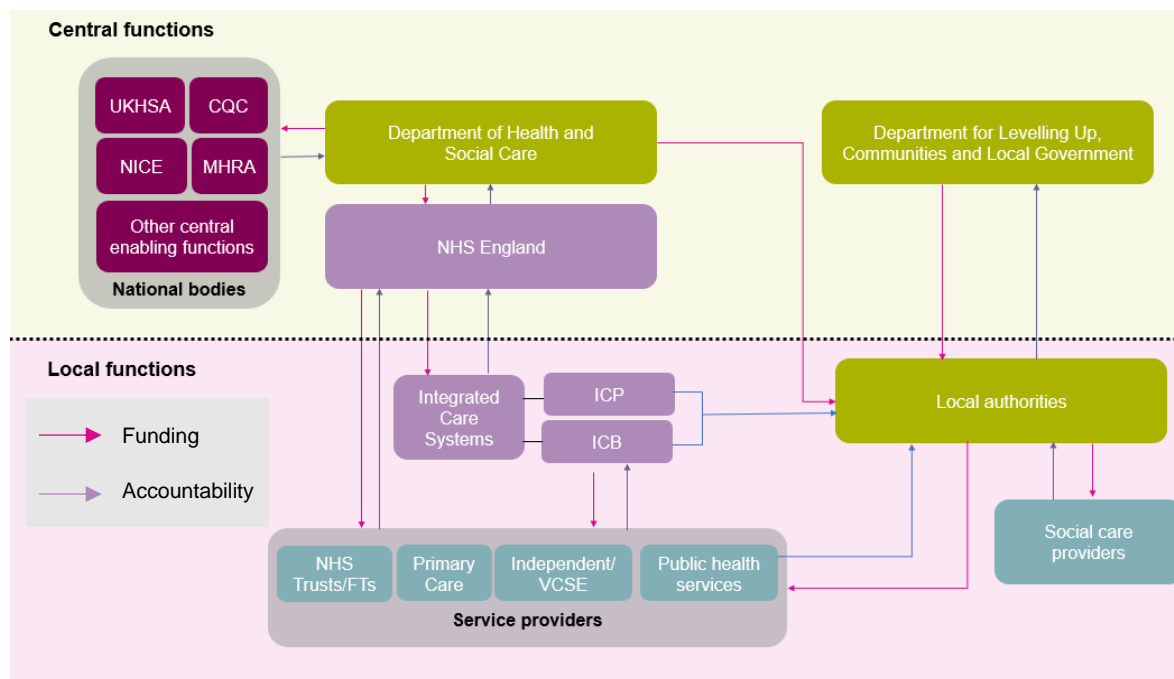 Central functions
UKHSA
CQC
NICE
MHRA
Other central
enabling functions
National bodies
Department of Health and
Social Care
Department for Levelling Up,
Communities and Local Government
NHS England
Local functions
Funding
Accountability
Integrated
Care
Systems
ICP
ICB
Local authorities
Social care
providers
NHS
Trusts/FTs
Primary
Care
Independent/
VCSE
Public health
services
Service providers